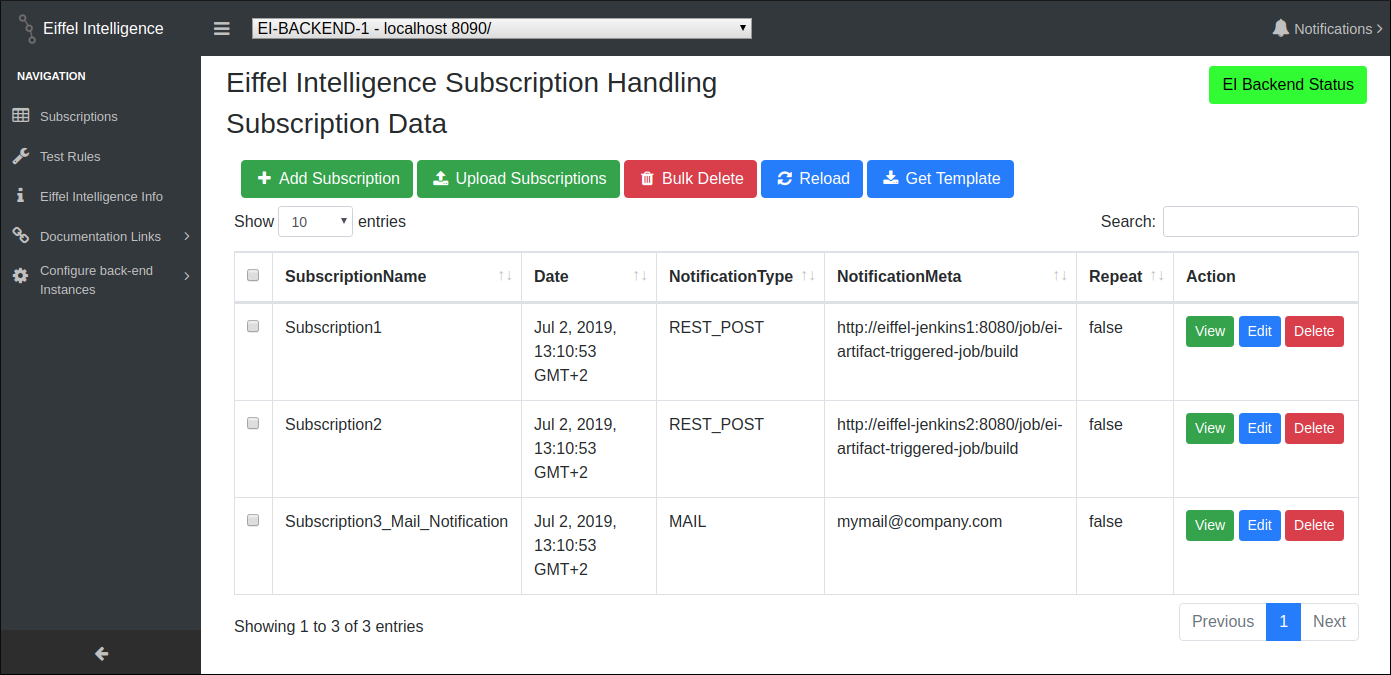 Eiffel Intelligence
EI-BACKEND-1 - localhost 8090/
Notifications
NAVIGATION
Subscriptions
Test Rules
Eiffel Intelligence Info
Documentation Links
Configure back-end
Instances
Eiffel Intelligence Subscription Handling
EI Backend Status
Subscription Data
Add Subscription Upload Subscriptions Bulk Delete Reload Get Template
Show 10 entries Search:
SubscriptionName Date NotificationType NotificationMeta Repeat Action
Subscription1 Jul 2, 2019, REST_POST http://eiffel-jenkins1:8080/job/ei- false View Edit Delete
13:10:53 artifact-triggered-job/build
GMT+2
Subscription2 Jul 2, 2019, REST_POST http://eiffel-jenkins2:8080/job/ei- false View Edit Delete
13:10:53 artifact-triggered-job/build
GMT+2
Subscription3_Mail_Notification Jul 2, 2019, MAIL mymail@company.com false View Edit Delete
13:10:53
GMT+2
Showing 1 to 3 of 3 entries Previous 1 Next